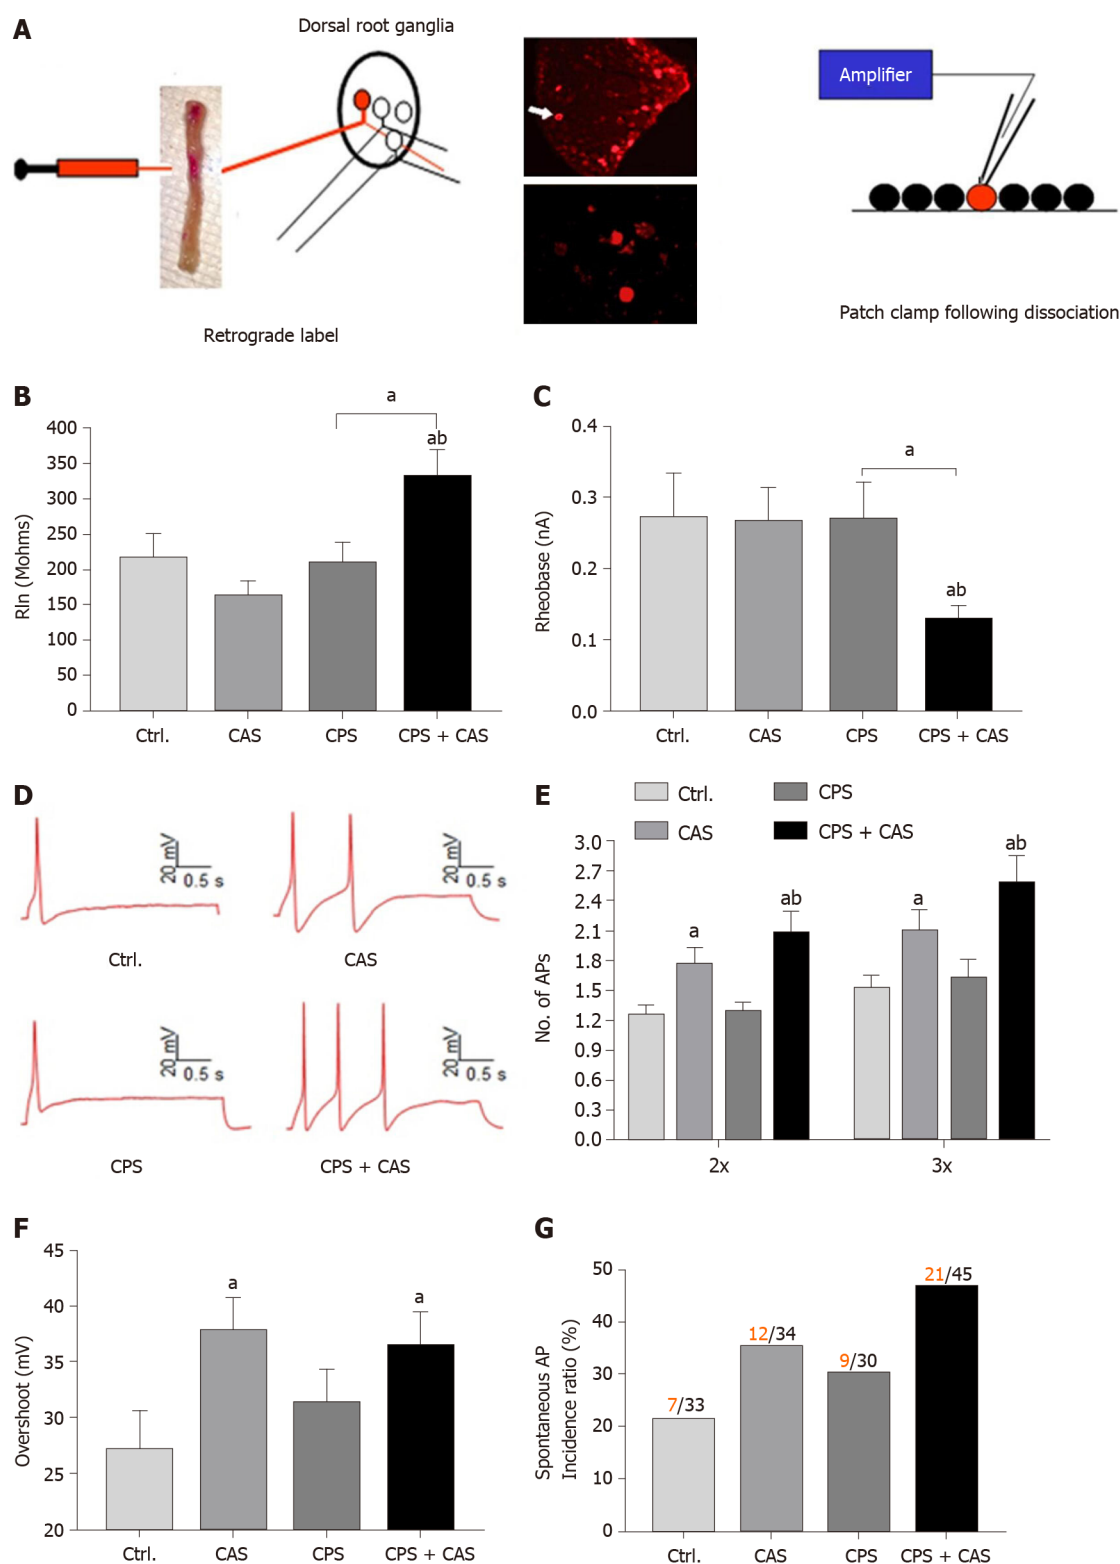 A
Dorsal root ganglia
Amplifier
Retrograde label
Patch clamp following dissociation
B
RIn (Mohms)
400
350
300
250
200
150
100
50
0
a
ab
Ctrl.
CAS
CPS
CPS + CAS
C
Rheobase (nA)
0.4
0.3
0.2
0.1
0.0
a
ab
Ctrl.
CAS
CPS
CPS + CAS
D
20 mV
0.5 s
Ctrl.
20 mV
0.5 s
CAS
20 mV
0.5 s
CPS
20 mV
0.5 s
CPS + CAS
E
Ctrl.
CPS
CAS
CPS + CAS
No. of APs
3.0
2.7
2.4
2.1
1.8
1.5
1.2
0.9
0.6
0.3
0.0
a
ab
a
ab
2x
3x
F
Overshoot (mV)
45
40
35
30
25
20
a
a
Ctrl.
CAS
CPS
CPS + CAS
G
Spontaneous AP
Incidence ratio (%)
50
40
30
20
10
0
7/33
12/34
9/30
21/45
Ctrl.
CAS
CPS
CPS + CAS